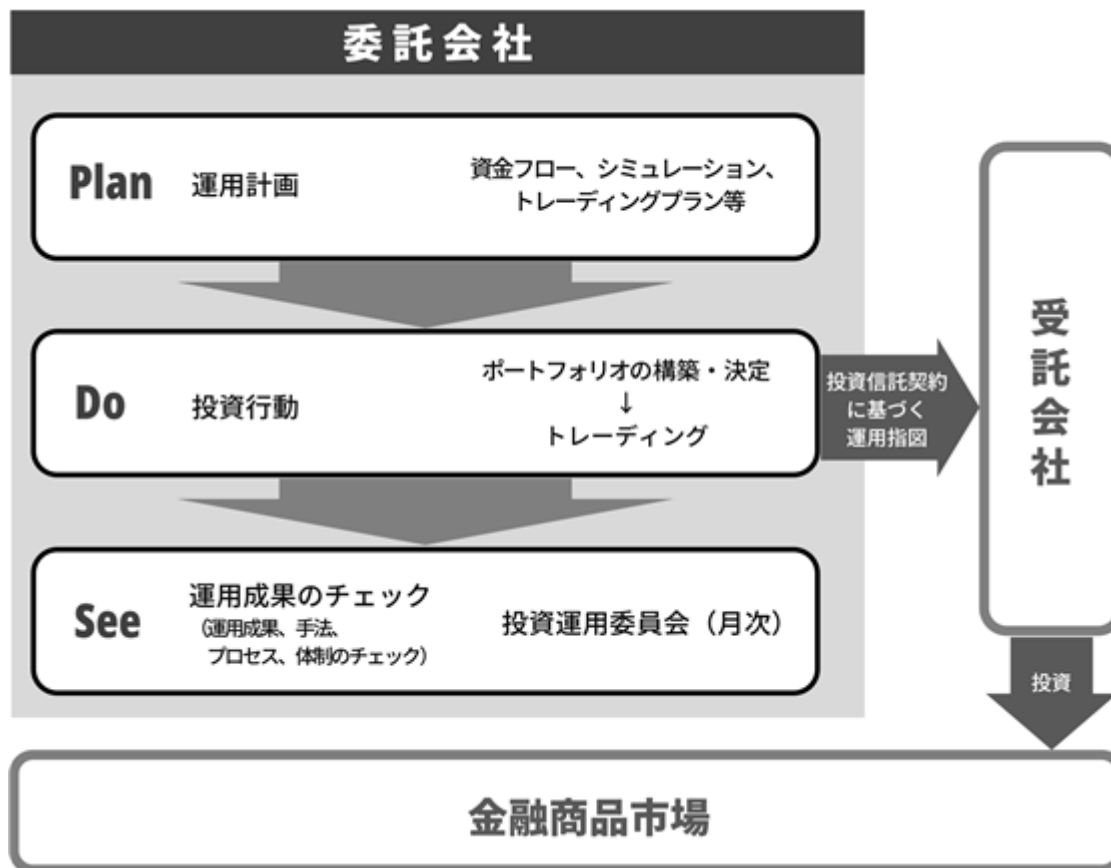 委託会社
Plan 運用計画
資金フロー、シミュレーション、
トレーディングプラン等
Do 投資行動
ポートフォリオの構築・決定
↓
トレーディング
投資信託契約
に基づく
運用指図
受託会社
See 運用成果のチェック
(運用成果、手法、
プロセス、体制のチェック)
投資運用委員会(月次)
投資
金融商品市場